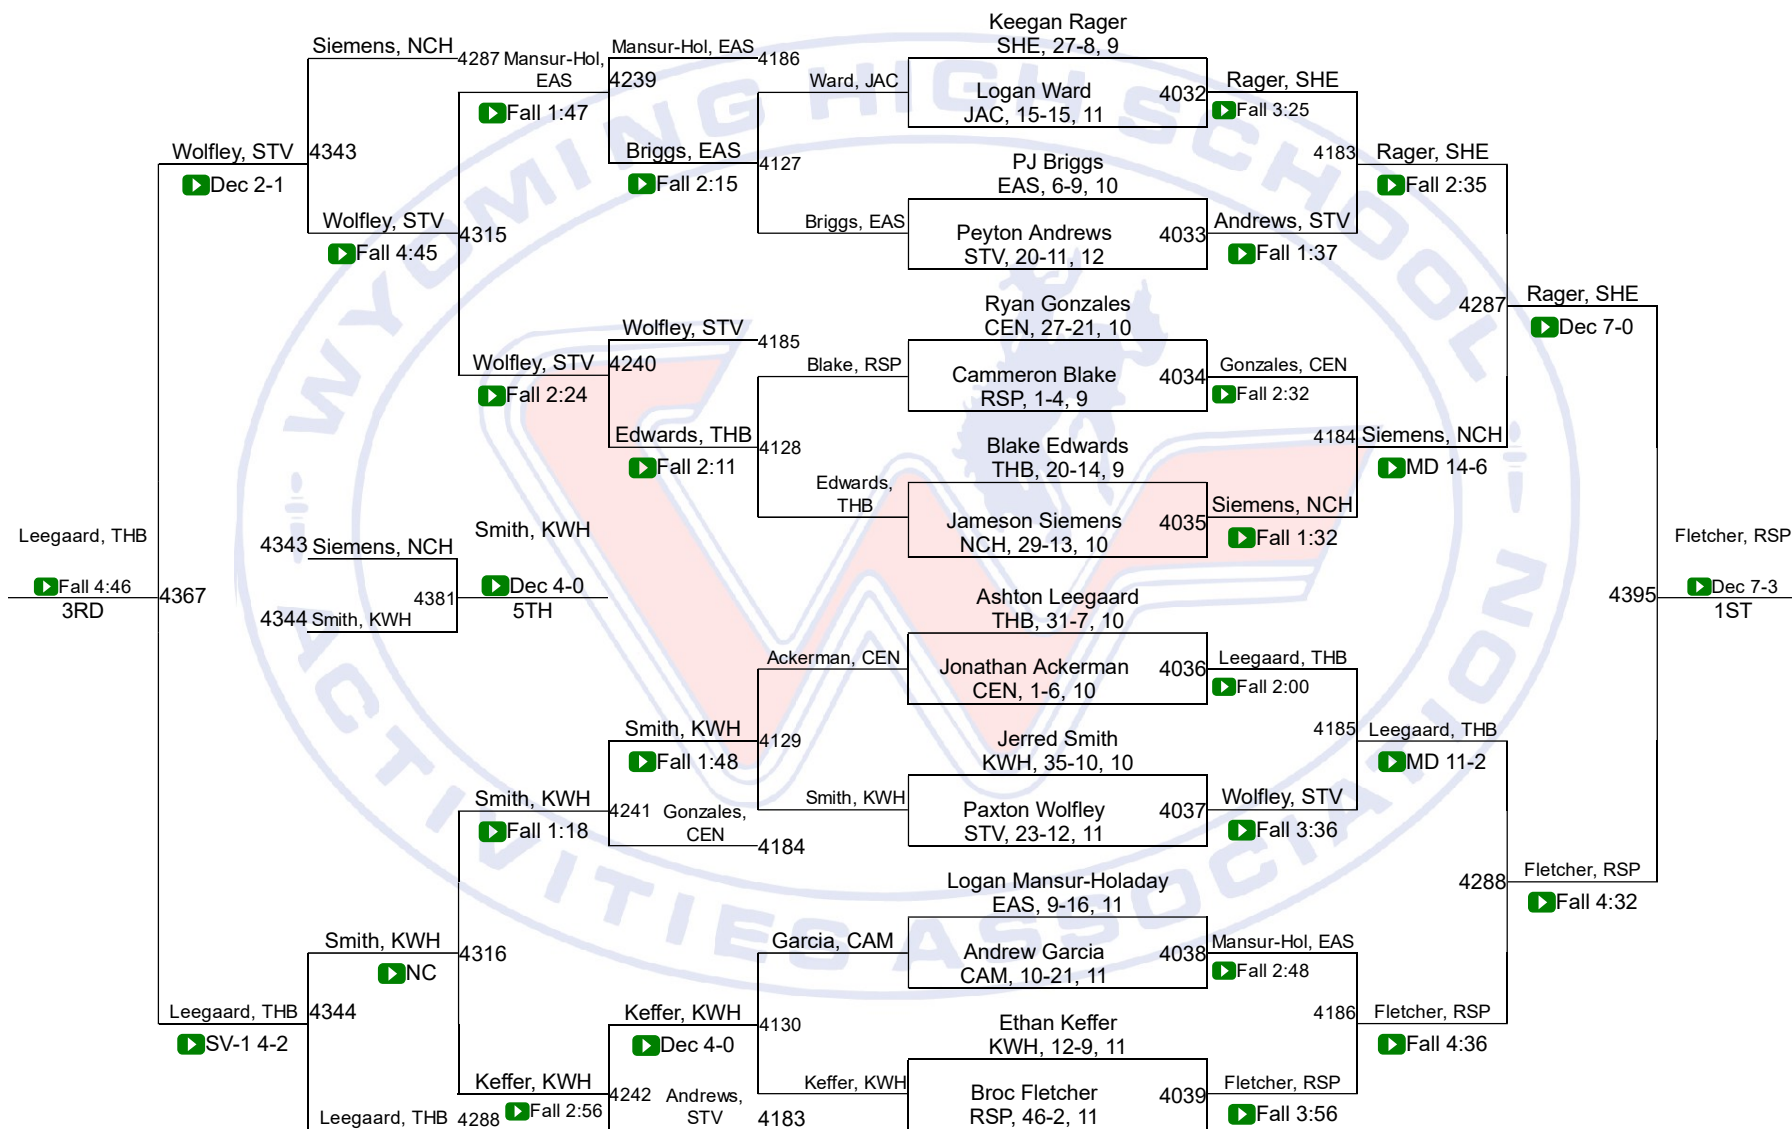 Keegan Rager
SHE, 27-8, 9
Siemens, NCH
4287
Mansur-Hol,
EAS
Mansur-Hol, EAS
4186
4239
Ward, JAC
Logan Ward
JAC, 15-15, 11
4032
Rager, SHE
Fall 3:25
Fall 1:47
Wolfley, STV
4343
Dec 2-1
Briggs, EAS
4127
Fall 2:15
PJ Briggs
EAS, 6-9, 10
4183
Rager, SHE
Fall 2:35
Wolfley, STV
4315
Fall 4:45
Briggs, EAS
Peyton Andrews
STV, 20-11, 12
4033
Andrews, STV
Fall 1:37
Ryan Gonzales
CEN, 27-21, 10
4287
Rager, SHE
Dec 7-0
Wolfley, STV
4185
Wolfley, STV
4240
Fall 2:24
Blake, RSP
Cammeron Blake
RSP, 1-4, 9
4034
Gonzales, CEN
Fall 2:32
Edwards, THB
4128
Fall 2:11
Blake Edwards
THB, 20-14, 9
4184
Siemens, NCH
MD 14-6
Edwards,
THB
Jameson Siemens
NCH, 29-13, 10
4035
Siemens, NCH
Fall 1:32
Leegaard, THB
Fall 4:46
3RD
4367
4343
Siemens, NCH
4381
4344
Smith, KWH
Smith, KWH
Dec 4-0
5TH
Fletcher, RSP
4395
Dec 7-3
1ST
Ashton Leegaard
THB, 31-7, 10
Ackerman, CEN
Jonathan Ackerman
CEN, 1-6, 10
4036
Leegaard, THB
Fall 2:00
Smith, KWH
4129
Fall 1:48
Jerred Smith
KWH, 35-10, 10
4185
Leegaard, THB
MD 11-2
Smith, KWH
4241
Fall 1:18
Gonzales,
CEN
4184
Smith, KWH
Paxton Wolfley
STV, 23-12, 11
4037
Wolfley, STV
Fall 3:36
Logan Mansur-Holaday
EAS, 9-16, 11
4288
Fletcher, RSP
Fall 4:32
Smith, KWH
4316
NC
Garcia, CAM
Andrew Garcia
CAM, 10-21, 11
4038
Mansur-Hol, EAS
Fall 2:48
Leegaard, THB
4344
SV-1 4-2
Keffer, KWH
4130
Dec 4-0
Ethan Keffer
KWH, 12-9, 11
4186
Fletcher, RSP
Fall 4:36
Keffer, KWH
4242
Fall 2:56
Leegaard, THB
4288
Andrews,
STV
4183
Keffer, KWH
Broc Fletcher
RSP, 46-2, 11
4039
Fletcher, RSP
Fall 3:56
WYOMING HIGH SCHOOL
ACTIVITIES ASSOCIATION